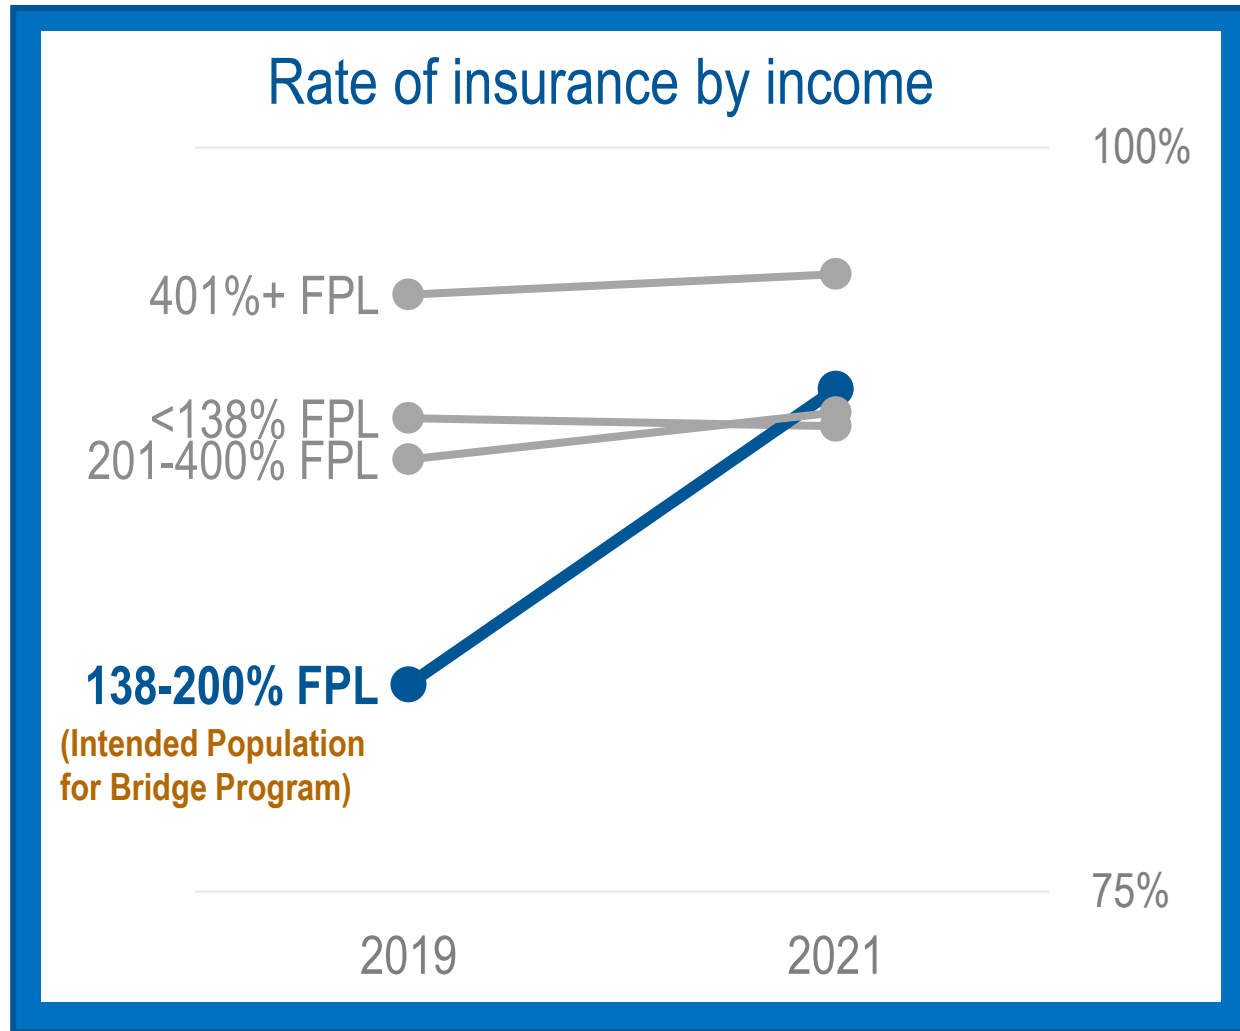 Rate of insurance by income
100%
401%+ FPL
<138% FPL
201-400% FPL
138-200% FPL
(Intended Population
for Bridge Program)
75%
2019
2021